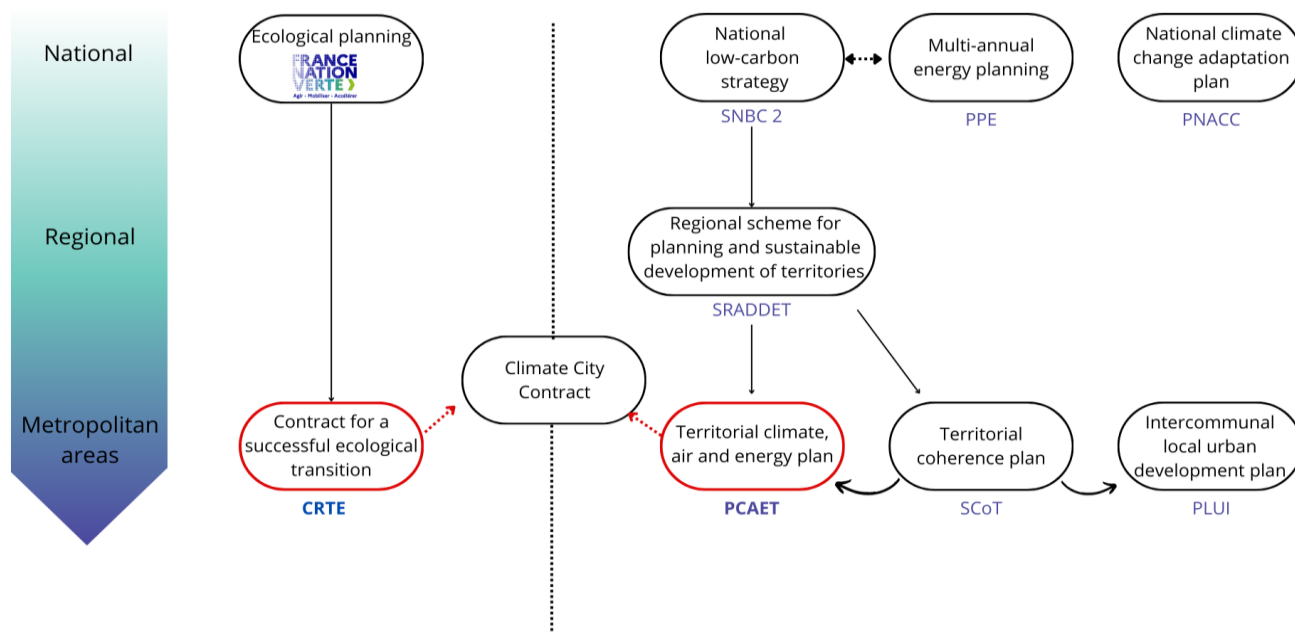 National
Ecological planning
FRANCE
NATION
VERTE
Agir • Mobiliser • Accélérer
National
low-carbon
strategy
SNBC 2
Multi-annual
energy planning
PPE
National climate
change adaptation
plan
PNACC
Regional
Regional scheme for
planning and sustainable
development of territories
SRADDET
Climate City
Contract
Metropolitan
areas
Contract for a
successful ecological
transition
CRTE
Territorial climate,
air and energy plan
PCAET
Territorial
coherence plan
SCoT
Intercommunal
local urban
development plan
PLUI